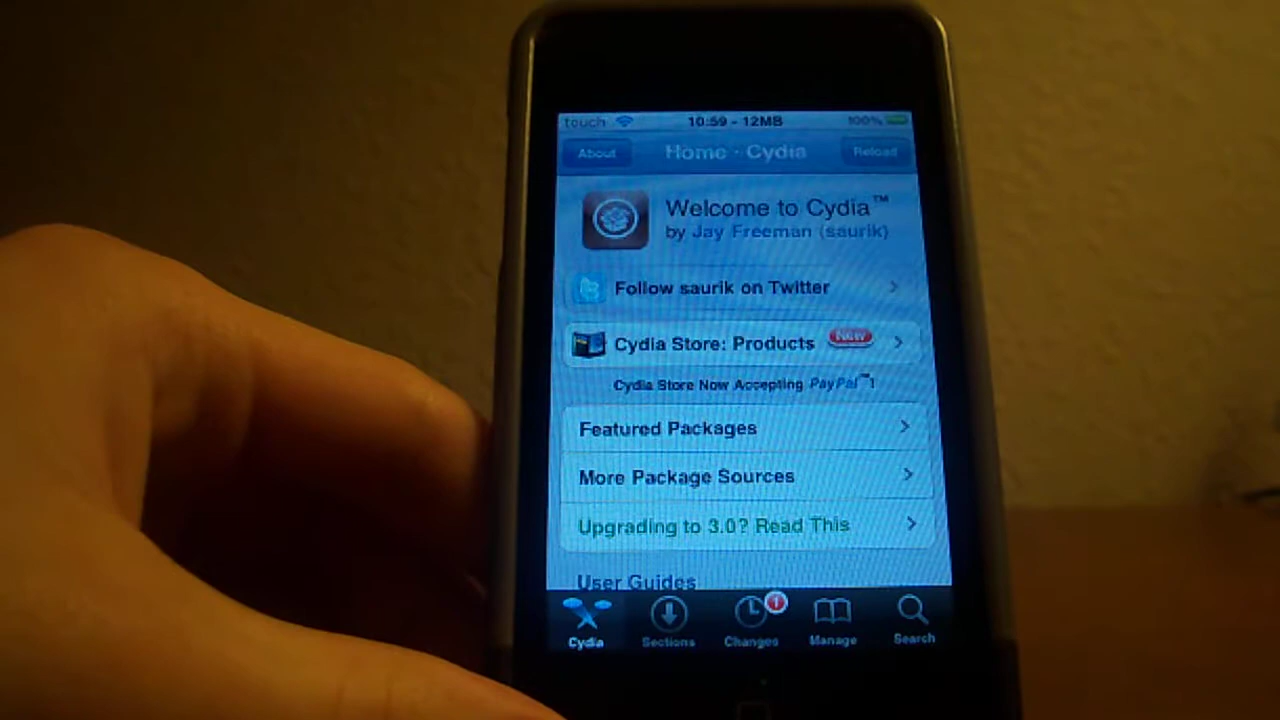 touch 10:59 - 12MB 100%
About Home · Cydia Reload
Welcome to Cydia™
by Jay Freeman (saurik)
Follow saurik on Twitter
Cydia Store: Products New
Cydia Store Now Accepting PayPal™!
Featured Packages
More Package Sources
Upgrading to 3.0? Read This
User Guides
1
Cydia Sections Changes Manage Search